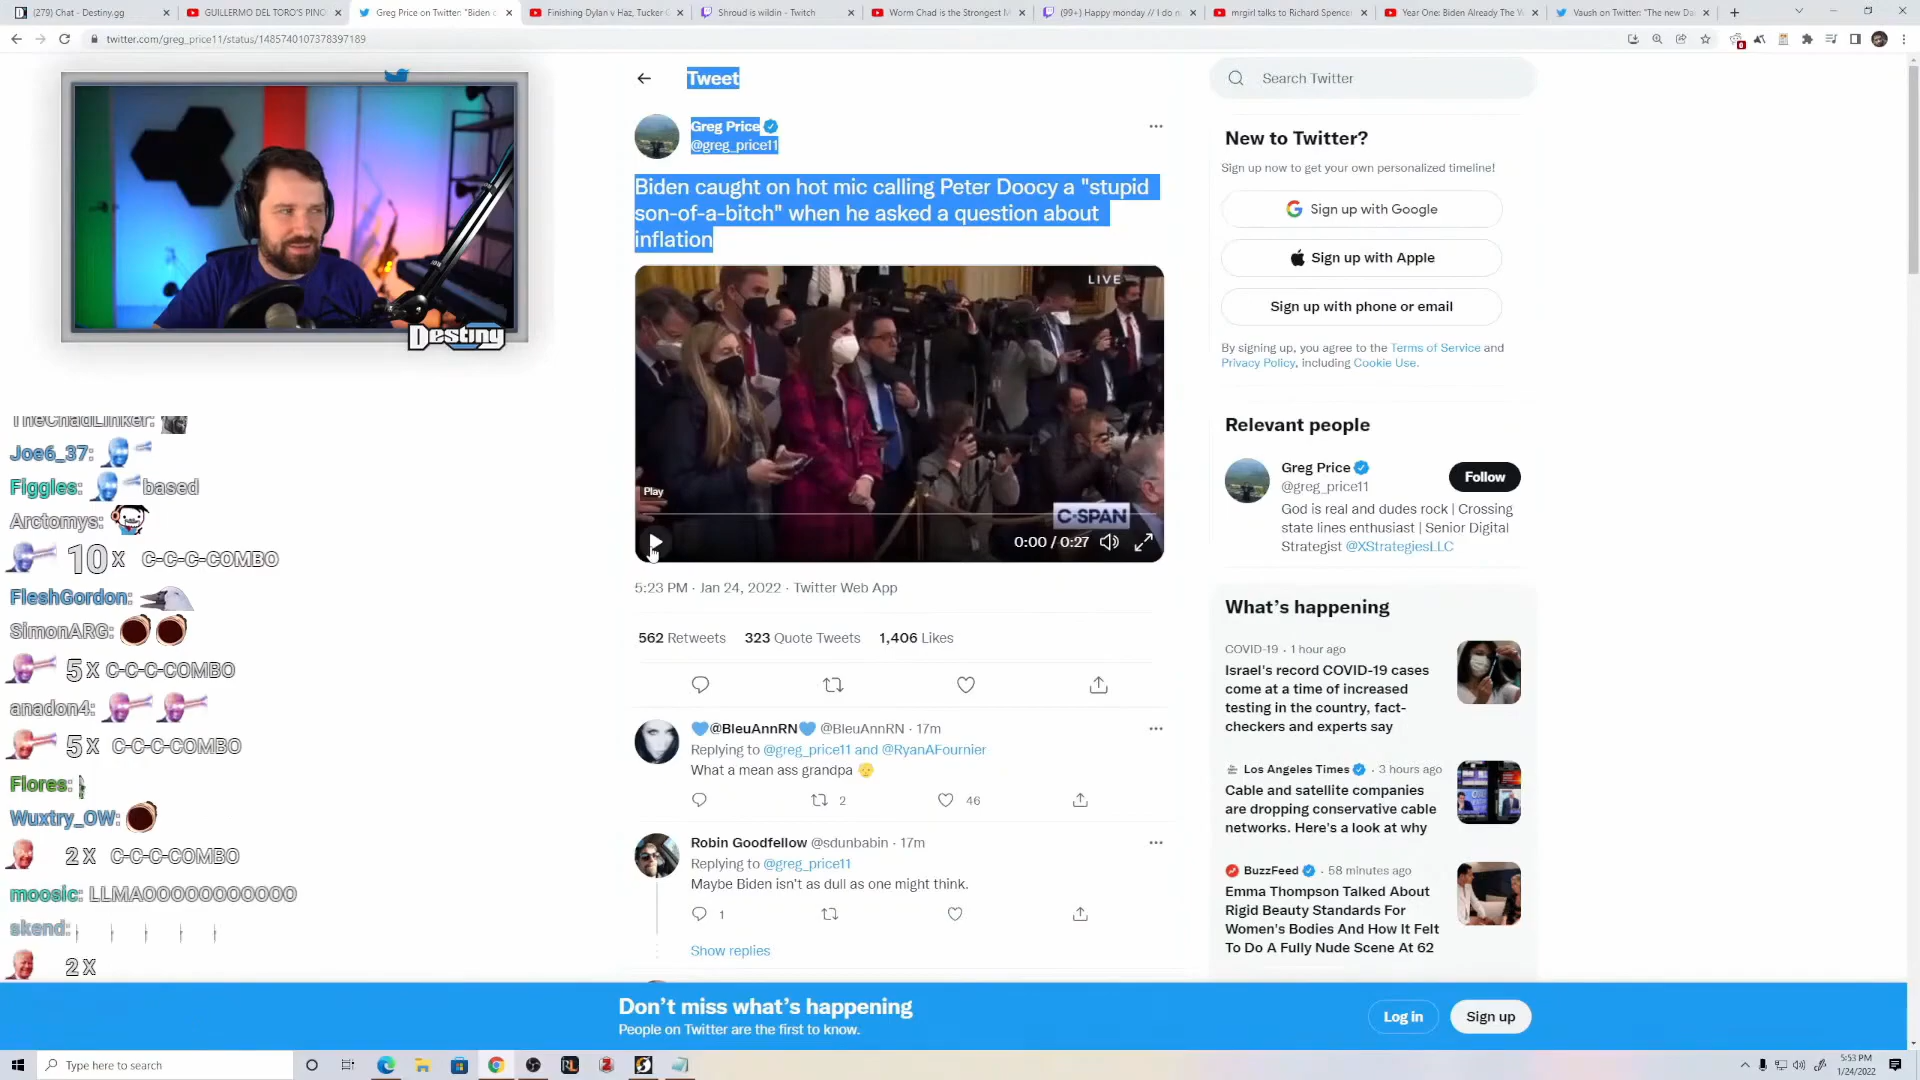 (279) Chat - Destiny.gg
GUILLERMO DEL TORO'S PIN
Greg Price on Twitter: "Biden c
Finishing Dylan v Haz, Tucker C
Shroud is wildin - Twitch
Worm Chad is the Strongest M
(99+) Happy monday // I do n
mrgirl talks to Richard Spence
Year One: Biden Already The W
Vaush on Twitter: "The new Da
twitter.com/greg_price11/status/1485740107378397189
Destiny
TheChadLinker:
Joe6_37:
Figgles: based
Arctomys:
10 X C-C-C-COMBO
FleshGordon:
SimonARG:
5 X C-C-C-COMBO
anadon4:
5 X C-C-C-COMBO
Flores:
Wuxtry_OW:
2 X C-C-C-COMBO
moosic: LLMAOOOOOOOOOOO
skend:
2 X
Tweet
Greg Price
@greg_price11
Biden caught on hot mic calling Peter Doocy a "stupid
son-of-a-bitch" when he asked a question about
inflation
LIVE
Play
C-SPAN
0:00 / 0:27
5:23 PM · Jan 24, 2022 · Twitter Web App
562 Retweets 323 Quote Tweets 1,406 Likes
@BleuAnnRN @BleuAnnRN · 17m
Replying to @greg_price11 and @RyanAFournier
What a mean ass grandpa
2 46
Robin Goodfellow @sdunbabin · 17m
Replying to @greg_price11
Maybe Biden isn't as dull as one might think.
1
Show replies
Search Twitter
New to Twitter?
Sign up now to get your own personalized timeline!
Sign up with Google
Sign up with Apple
Sign up with phone or email
By signing up, you agree to the Terms of Service and
Privacy Policy, including Cookie Use.
Relevant people
Greg Price
@greg_price11
Follow
God is real and dudes rock | Crossing
state lines enthusiast | Senior Digital
Strategist @XStrategiesLLC
What's happening
COVID-19 · 1 hour ago
Israel's record COVID-19 cases
come at a time of increased
testing in the country, fact-
checkers and experts say
Los Angeles Times · 3 hours ago
Cable and satellite companies
are dropping conservative cable
networks. Here's a look at why
BuzzFeed · 58 minutes ago
Emma Thompson Talked About
Rigid Beauty Standards For
Women's Bodies And How It Felt
To Do A Fully Nude Scene At 62
Don't miss what's happening
People on Twitter are the first to know.
Log in
Sign up
Type here to search
5:53 PM
1/24/2022